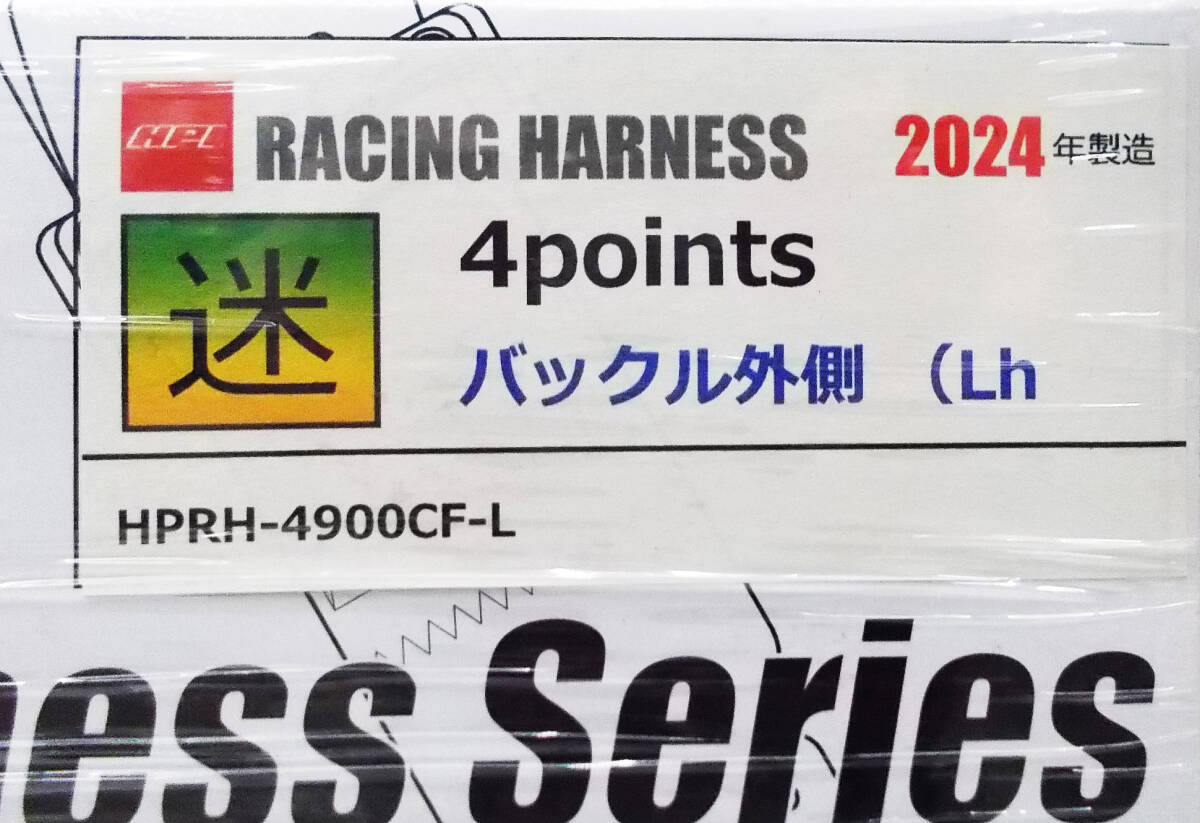 HPI RACING HARNESS 2024年製造
迷
4points
バックル外側 （Lh
HPRH-4900CF-L
ness Series